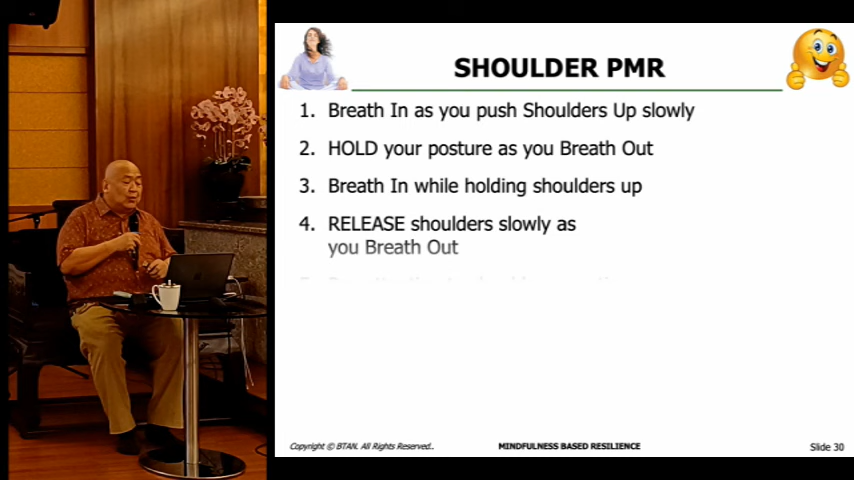 SHOULDER PMR
1. Breath In as you push Shoulders Up slowly
2. HOLD your posture as you Breath Out
3. Breath In while holding shoulders up
4. RELEASE shoulders slowly as
you Breath Out
Copyright © BTAN. All Rights Reserved..
MINDFULNESS BASED RESILIENCE
Slide 30